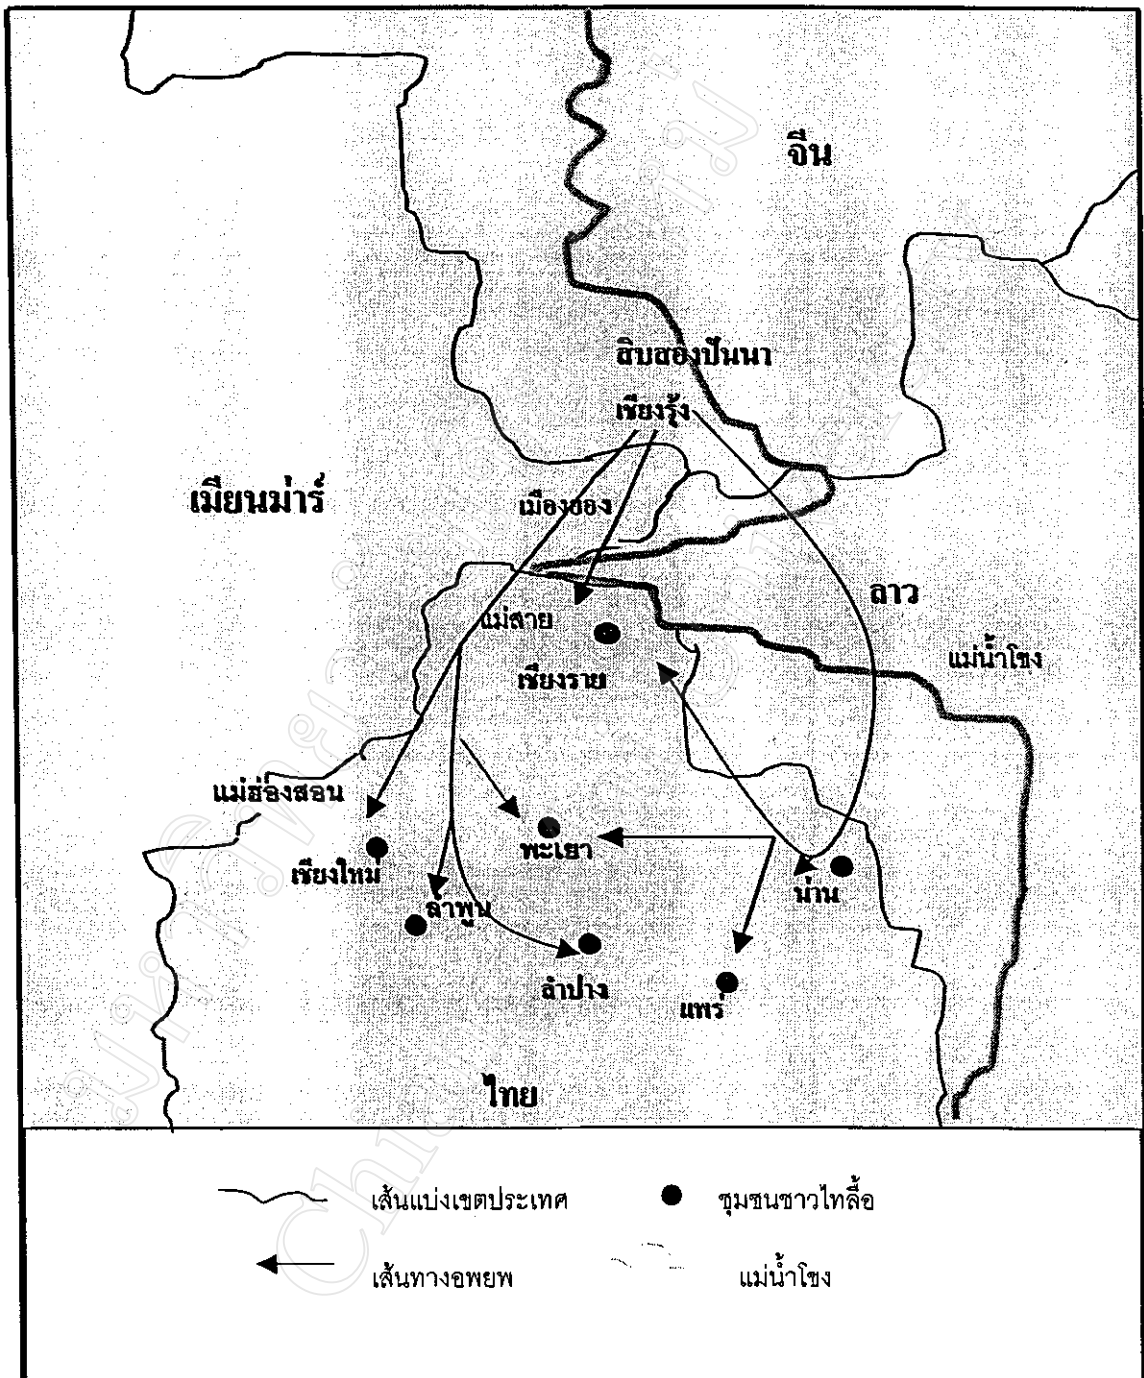 จีน
สิบสองปันนา
เชียงรุ้ง
เมียนม่าร์
เมืองยอง
ลาว
แม่สาย
แม่น้ำโขง
เชียงราย
แม่ฮ่องสอน
พะเยา
เชียงใหม่
น่าน
ลำพูน
ลำปาง
แพร่
ไทย
เส้นแบ่งเขตประเทศ
ชุมชนชาวไทลื้อ
เส้นทางอพยพ
แม่น้ำโขง